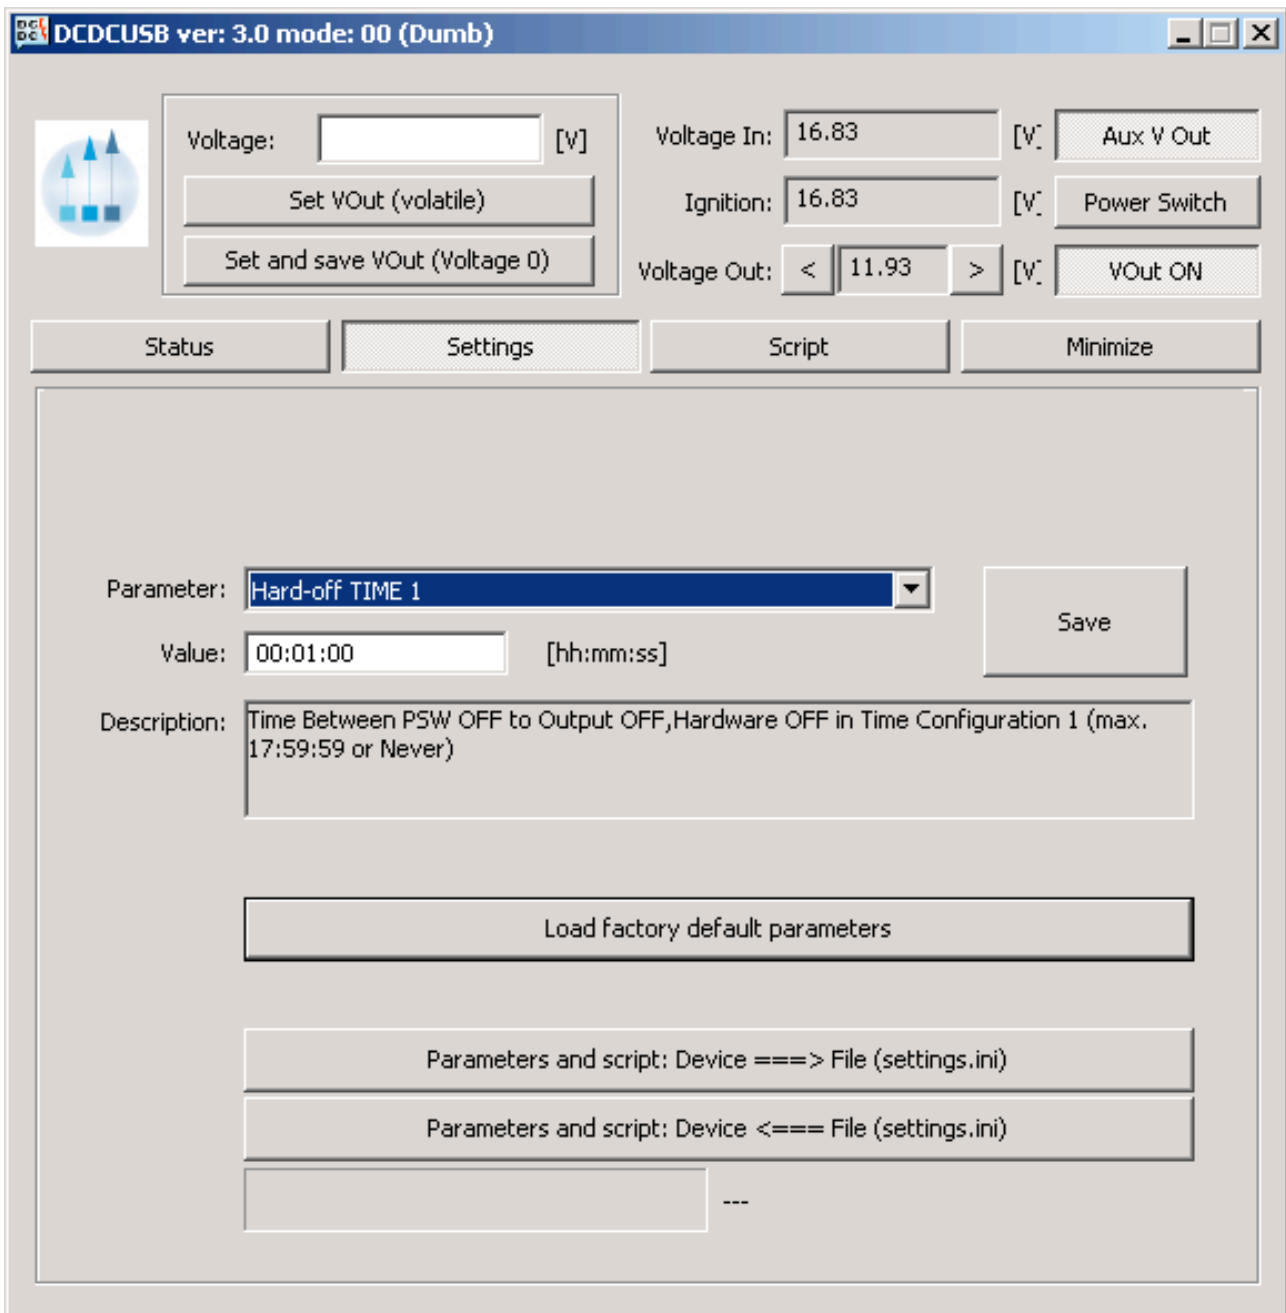 DCDCUSB ver: 3.0 mode: 00 (Dumb)
Voltage: [V]
Set VOut (volatile)
Set and save VOut (Voltage 0)
Voltage In: 16.83 [V] Aux V Out
Ignition: 16.83 [V] Power Switch
Voltage Out: < 11.93 > [V] VOut ON
Status Settings Script Minimize
Parameter: Hard-off TIME 1
Save
Value: 00:01:00 [hh:mm:ss]
Description: Time Between PSW OFF to Output OFF,Hardware OFF in Time Configuration 1 (max.
17:59:59 or Never)
Load factory default parameters
Parameters and script: Device ===> File (settings.ini)
Parameters and script: Device <=== File (settings.ini)
---